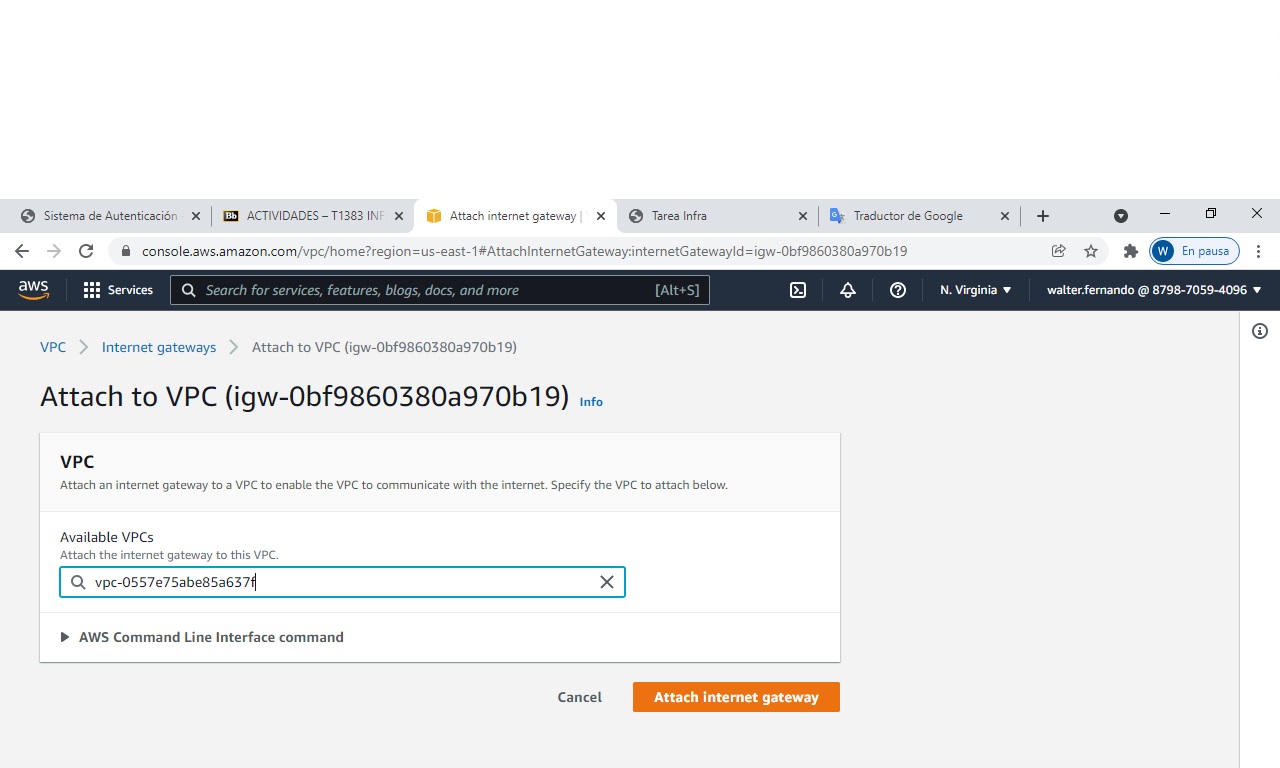 Sistema de Autenticación
Bb ACTIVIDADES – T1383 INF
Attach internet gateway |
Tarea Infra
Traductor de Google
console.aws.amazon.com/vpc/home?region=us-east-1#AttachInternetGateway:internetGatewayId=igw-0bf9860380a970b19
W En pausa
aws
Services
Search for services, features, blogs, docs, and more [Alt+S]
N. Virginia
walter.fernando @ 8798-7059-4096
VPC
Internet gateways
Attach to VPC (igw-0bf9860380a970b19)
Attach to VPC (igw-0bf9860380a970b19) Info
VPC
Attach an internet gateway to a VPC to enable the VPC to communicate with the internet. Specify the VPC to attach below.
Available VPCs
Attach the internet gateway to this VPC.
vpc-0557e75abe85a637f
AWS Command Line Interface command
Cancel
Attach internet gateway